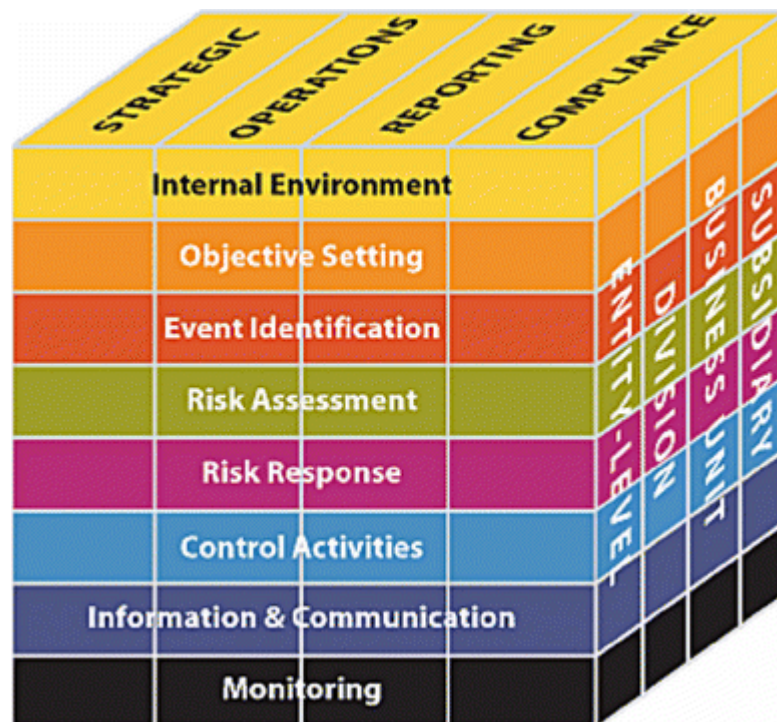 STRATEGIC
OPERATIONS
REPORTING
COMPLIANCE
Internal Environment
Objective Setting
Event Identification
Risk Assessment
Risk Response
Control Activities
Information & Communication
Monitoring
ENTITY-LEVEL
DIVISION
BUSINESS UNIT
SUBSIDIARY